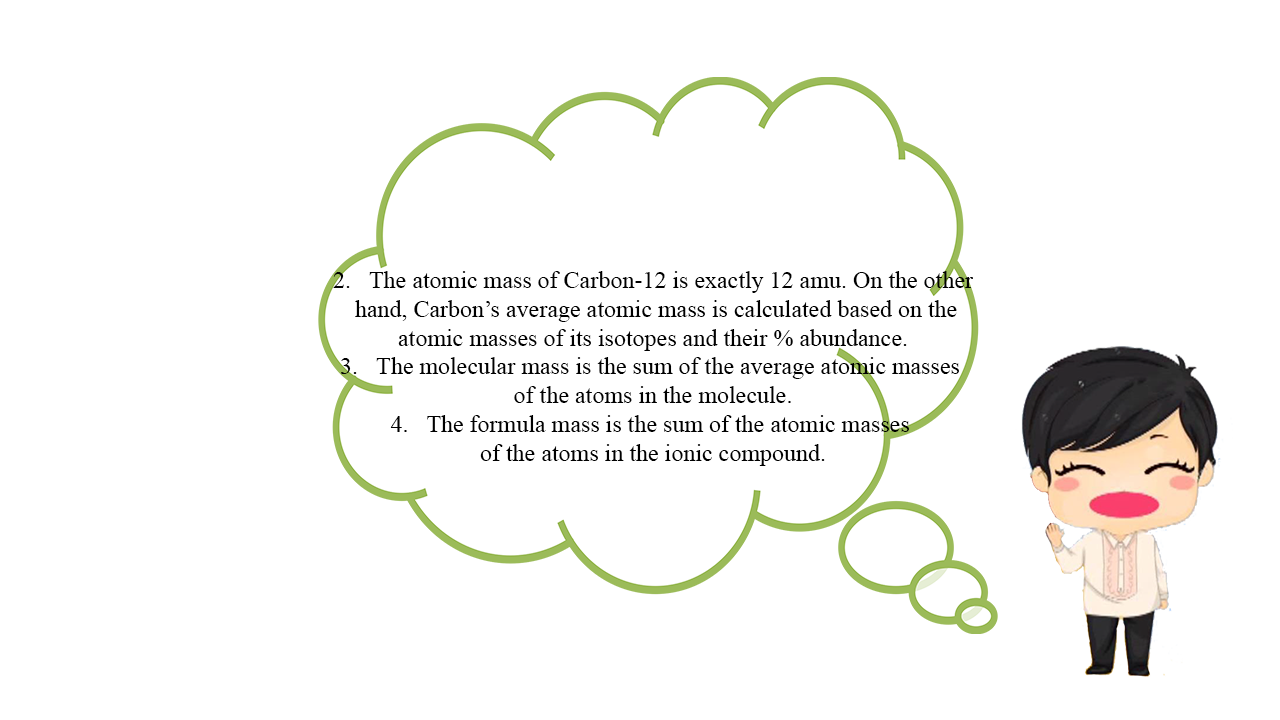 2. The atomic mass of Carbon-12 is exactly 12 amu. On the other
hand, Carbon’s average atomic mass is calculated based on the
atomic masses of its isotopes and their % abundance.
3. The molecular mass is the sum of the average atomic masses
of the atoms in the molecule.
4. The formula mass is the sum of the atomic masses
of the atoms in the ionic compound.